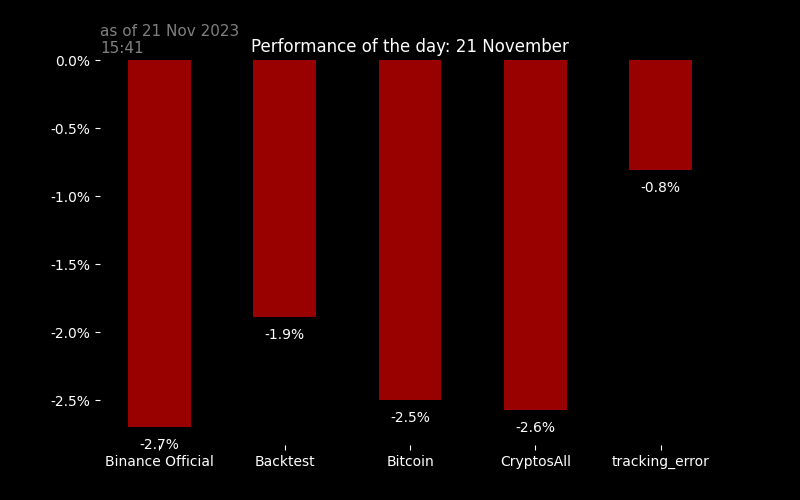 as of 21 Nov 2023
15:41
Performance of the day: 21 November
0.0%
-0.5%
-1.0%
-1.5%
-2.0%
-2.5%
-2.7%
-1.9%
-2.5%
-2.6%
-0.8%
Binance Official
Backtest
Bitcoin
CryptosAll
tracking_error